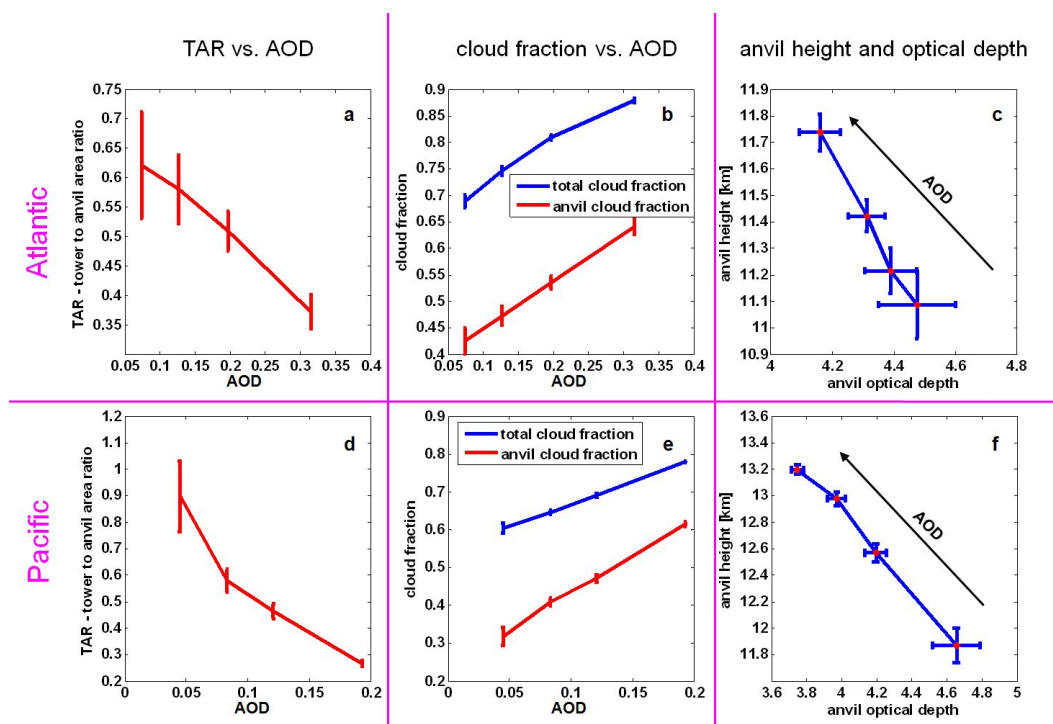 TAR vs. AOD
cloud fraction vs. AOD
anvil height and optical depth
Atlantic
a
TAR - tower to anvil area ratio
0.75
0.7
0.65
0.6
0.55
0.5
0.45
0.4
0.35
0.05 0.1 0.15 0.2 0.25 0.3 0.35 0.4
AOD
b
cloud fraction
0.9
0.85
0.8
0.75
0.7
0.65
0.6
0.55
0.5
0.45
0.4
total cloud fraction
anvil cloud fraction
0.05 0.1 0.15 0.2 0.25 0.3 0.35 0.4
AOD
c
anvil height [km]
11.9
11.8
11.7
11.6
11.5
11.4
11.3
11.2
11.1
11
10.9
AOD
4 4.2 4.4 4.6 4.8
anvil optical depth
Pacific
d
TAR - tower to anvil area ratio
1.2
1.1
1
0.9
0.8
0.7
0.6
0.5
0.4
0.3
0.2
0 0.05 0.1 0.15 0.2
AOD
e
cloud fraction
0.9
0.8
0.7
0.6
0.5
0.4
0.3
0.2
total cloud fraction
anvil cloud fraction
0 0.05 0.1 0.15 0.2
AOD
f
anvil height [km]
13.6
13.4
13.2
13
12.8
12.6
12.4
12.2
12
11.8
AOD
3.6 3.8 4 4.2 4.4 4.6 4.8 5
anvil optical depth